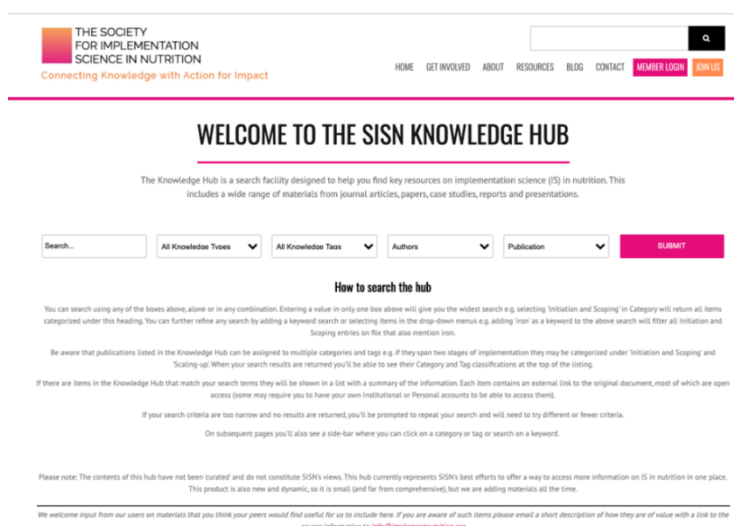 THE SOCIETY
FOR IMPLEMENTATION
SCIENCE IN NUTRITION
Connecting Knowledge with Action for Impact
HOME GET INVOLVED ABOUT RESOURCES BLOG CONTACT MEMBER LOGIN JOIN US
WELCOME TO THE SISN KNOWLEDGE HUB
The Knowledge Hub is a search facility designed to help you find key resources on implementation science (IS) in nutrition. This
includes a wide range of materials from journal articles, papers, case studies, reports and presentations.
Search... All Knowledge Types All Knowledge Tags Authors Publication SUBMIT
How to search the hub
You can search using any of the boxes above, alone or in any combination. Entering a value in only one box above will give you the widest search e.g. selecting 'Initiation and Scoping' in Category will return all items
categorized under this heading. You can further refine any search by adding a keyword search or selecting items in the drop-down menus e.g. adding 'iron' as a keyword to the above search will filter all Initiation and
Scoping entries on file that also mention iron.
Be aware that publications listed in the Knowledge Hub can be assigned to multiple categories and tags e.g. if they span two stages of implementation they may be categorized under 'Initiation and Scoping' and
'Scaling-up'. When your search results are returned you'll be able to see their Category and Tag classifications at the top of the listing.
If there are items in the Knowledge Hub that match your search terms they will be shown in a list with a summary of the information. Each item contains an external link to the original document, most of which are open
access (some may require you to have your own Institutional or Personal accounts to be able to access them).
If your search criteria are too narrow and no results are returned, you'll be prompted to repeat your search and will need to try different or fewer criteria.
On subsequent pages you'll also see a side-bar where you can click on a category or tag or search on a keyword.
Please note: The contents of this hub have not been 'curated' and do not constitute SISN's views. This hub currently represents SISN's best efforts to offer a way to access more information on IS in nutrition in one place.
This product is also new and dynamic, so it is small (and far from comprehensive), but we are adding materials all the time.
We welcome input from our users on materials that you think your peers would find useful for us to include here. If you are aware of such items please email a short description of how they are of value with a link to the